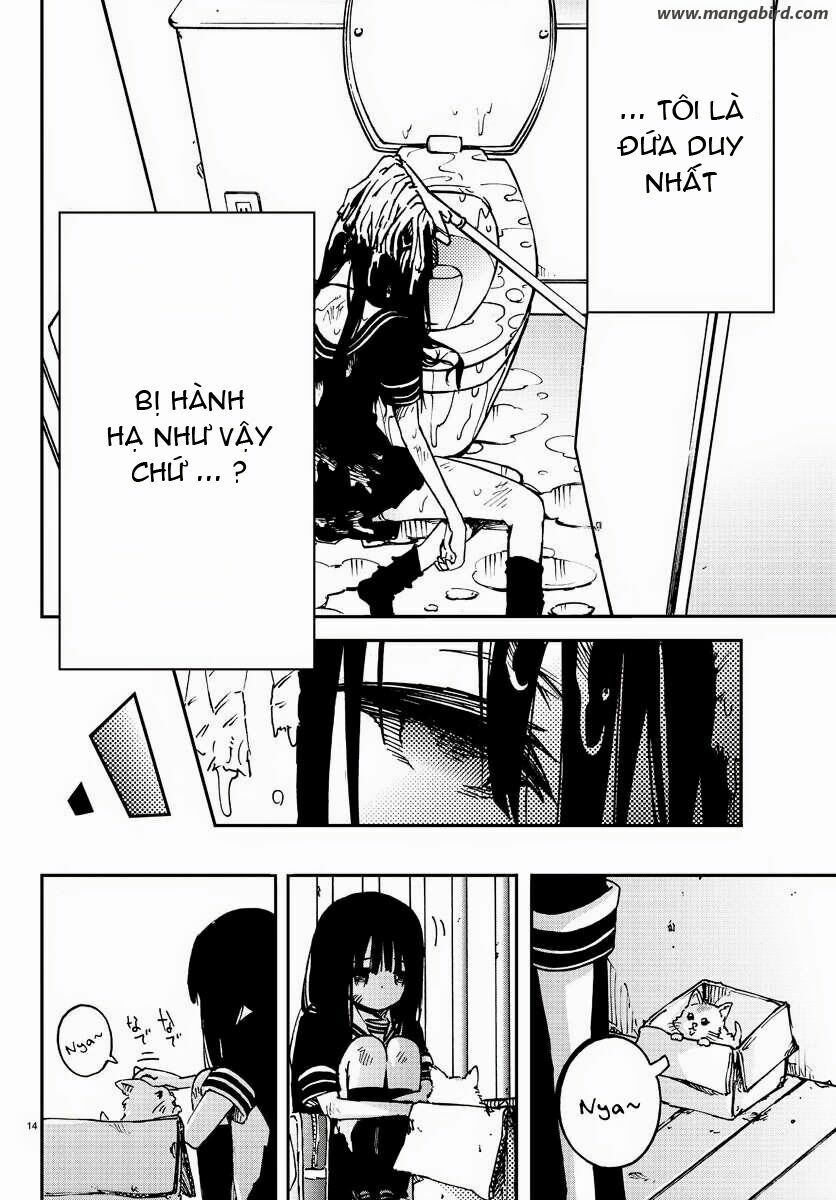 www.mangabird.com
... TÔI LÀ
ĐỨA DUY
NHẤT
BỊ HÀNH
HẠ NHƯ VẬY
CHỨ ... ?
Nya~
なで
なで
Nya~
14